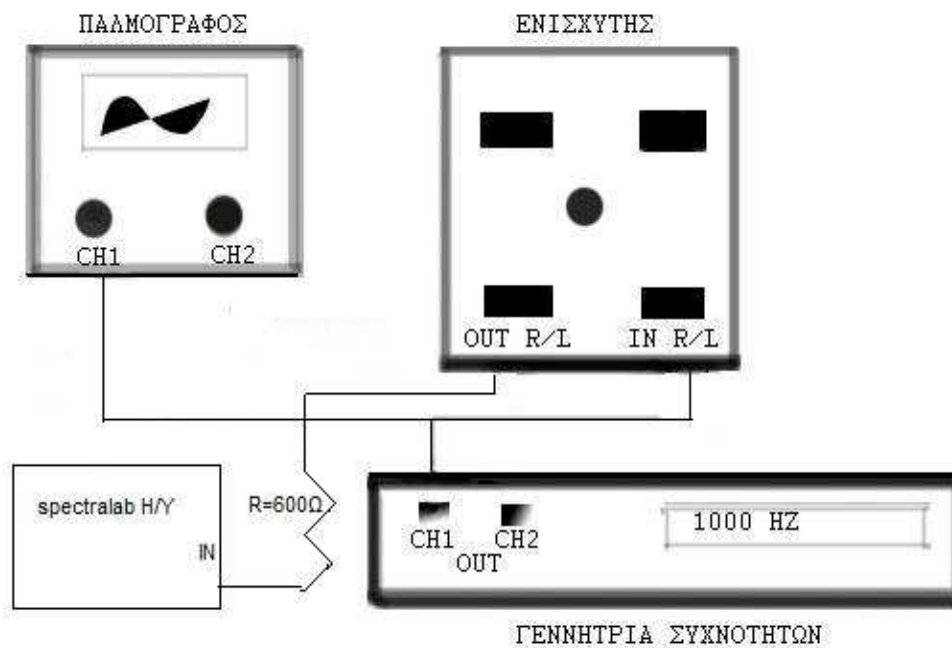 ΠΑΛΜΟΓΡΑΦΟΣ
ΕΝΙΣΧΥΤΗΣ
CH1
CH2
OUT R/L
IN R/L
spectralab Η/Υ
IN
R=600Ω
CH1
CH2
OUT
1000 HZ
ΓΕΝΝΗΤΡΙΑ ΣΥΧΝΟΤΗΤΩΝ